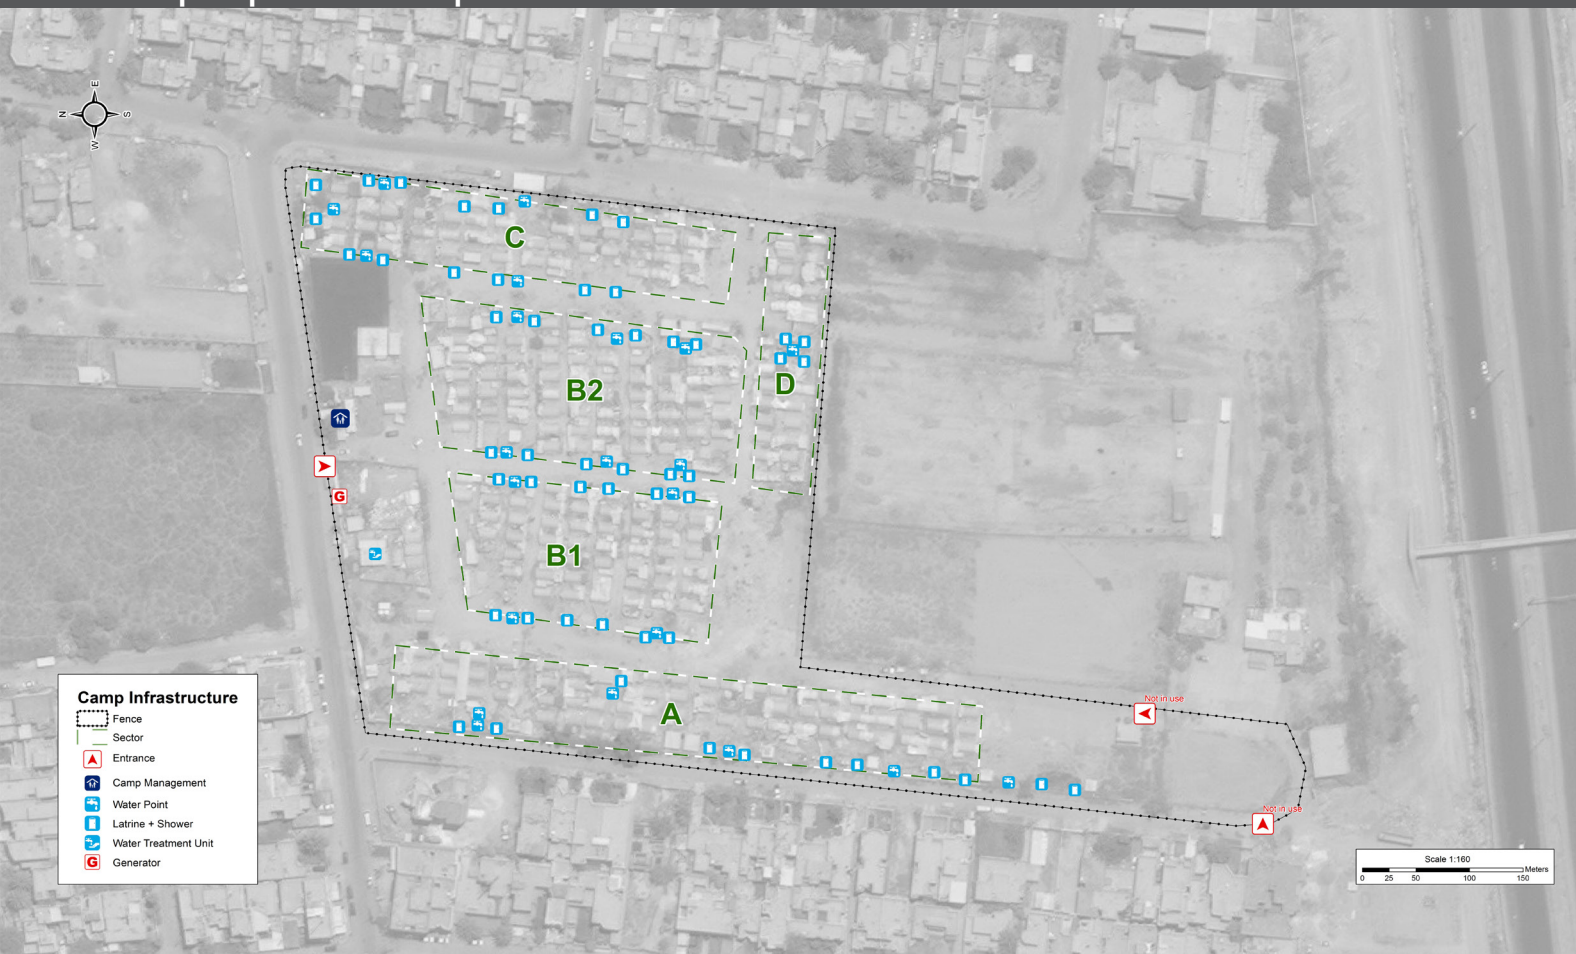 E
N
S
W
C
B2
D
G
B1
A
Not in use
Not in use
Camp Infrastructure
Fence
Sector
Entrance
Camp Management
Water Point
Latrine + Shower
Water Treatment Unit
G Generator
Scale 1:160
Meters
0 25 50 100 150